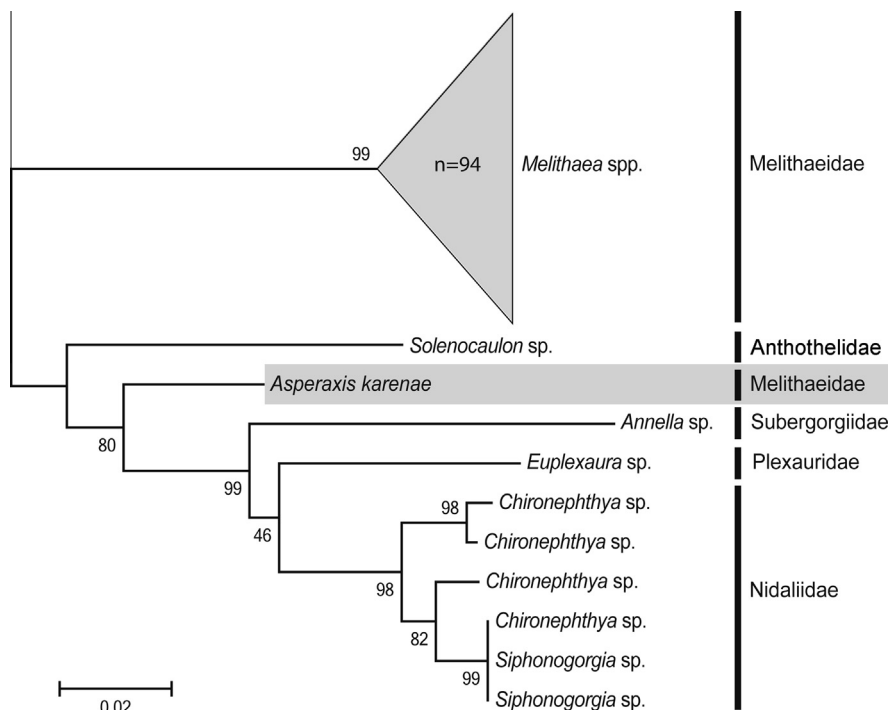 99
n=94
Melithaea spp.
Melithaeidae
Solenocaulon sp.
Anthothelidae
Asperaxis karenae
Melithaeidae
80
Annella sp.
Subergorgiidae
99
Euplexaura sp.
Plexauridae
46
98
Chironephthya sp.
Chironephthya sp.
98
Chironephthya sp.
Nidaliidae
82
Chironephthya sp.
Siphonogorgia sp.
99
Siphonogorgia sp.
0.02